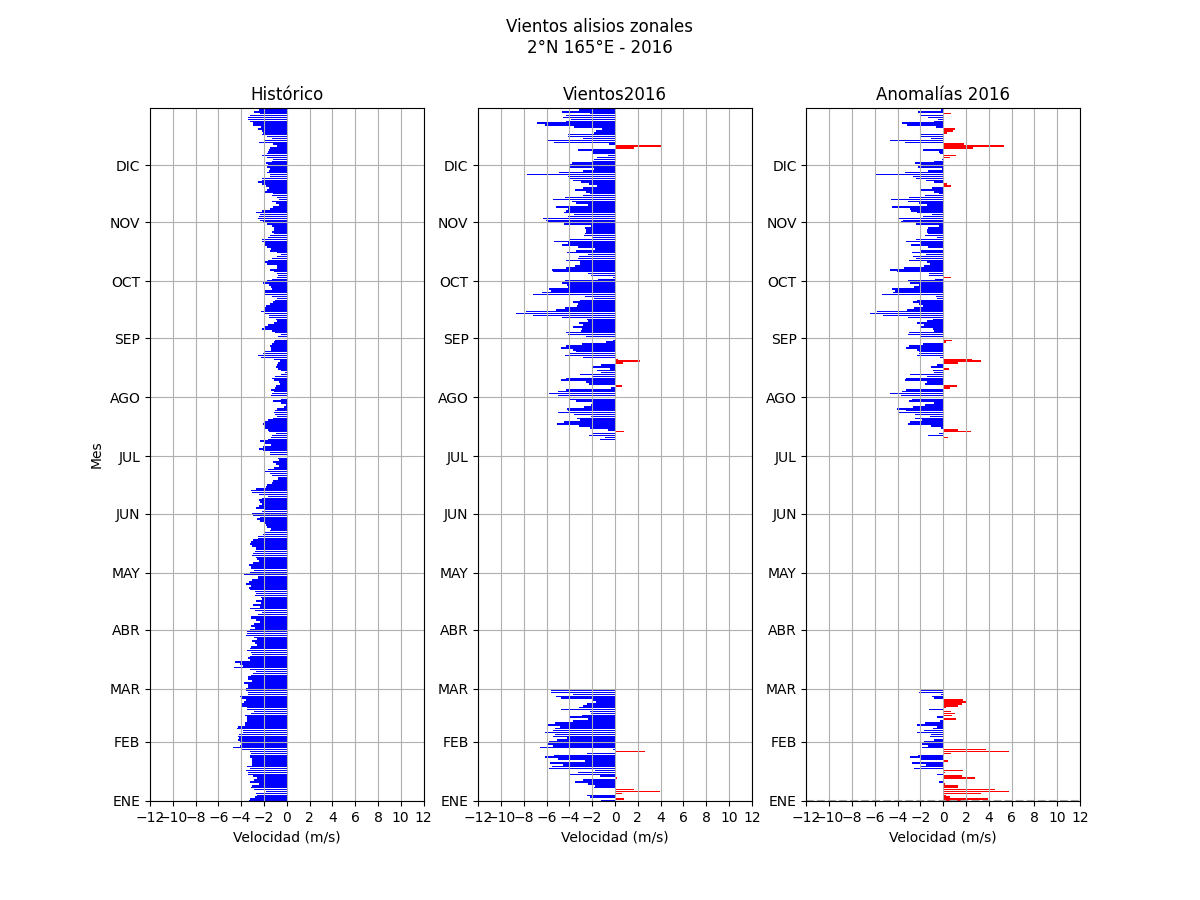 Vientos alisios zonales
2°N 165°E - 2016
Histórico
Vientos2016
Anomalías 2016
Mes
DIC
NOV
OCT
SEP
AGO
JUL
JUN
MAY
ABR
MAR
FEB
ENE
−12 −10 −8 −6 −4 −2 0 2 4 6 8 10 12
Velocidad (m/s)
DIC
NOV
OCT
SEP
AGO
JUL
JUN
MAY
ABR
MAR
FEB
ENE
−12 −10 −8 −6 −4 −2 0 2 4 6 8 10 12
Velocidad (m/s)
DIC
NOV
OCT
SEP
AGO
JUL
JUN
MAY
ABR
MAR
FEB
ENE
−12 −10 −8 −6 −4 −2 0 2 4 6 8 10 12
Velocidad (m/s)